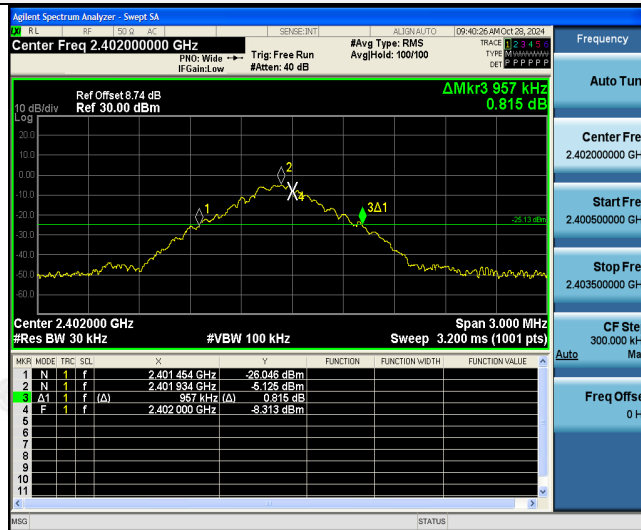 Agilent Spectrum Analyzer - Swept SA
LXI RL RF 50 Ω AC SENSE:INT ALIGN AUTO 09:40:26 AM Oct 28, 2024
Center Freq 2.402000000 GHz #Avg Type: RMS TRACE 1 2 3 4 5 6
PNO: Wide Trig: Free Run Avg|Hold: 100/100 TYPE M
IFGain:Low #Atten: 40 dB DET P P P P P P
ΔMkr3 957 kHz
Ref Offset 8.74 dB
10 dB/div Ref 30.00 dBm 0.815 dB
Log
20.0
10.0
0.00
-10.0
-20.0
-30.0
-40.0
-50.0
-60.0
1
2
4
3Δ1
-25.13 dBm
Center 2.402000 GHz Span 3.000 MHz
#Res BW 30 kHz #VBW 100 kHz Sweep 3.200 ms (1001 pts)
MKR MODE TRC SCL X Y FUNCTION FUNCTION WIDTH FUNCTION VALUE
1 N 1 f 2.401 454 GHz -26.046 dBm
2 N 1 f 2.401 934 GHz -5.125 dBm
3 Δ1 1 f (Δ) 957 kHz (Δ) 0.815 dB
4 F 1 f 2.402 000 GHz -8.313 dBm
5
6
7
8
9
10
11
MSG STATUS
Frequency
Auto Tun
Center Fre
2.402000000 GH
Start Fre
2.400500000 GH
Stop Fre
2.403500000 GH
CF Ste
300.000 kH
Auto Ma
Freq Offse
0 H